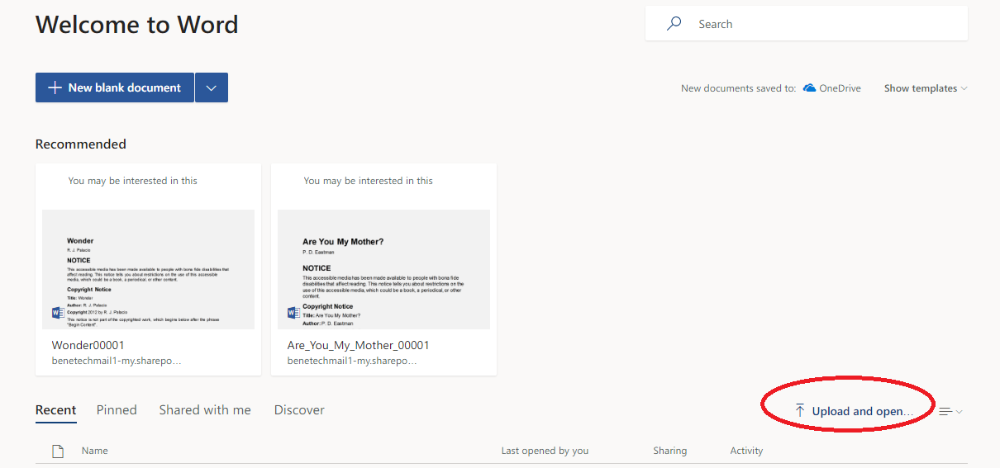 Welcome to Word
Search
New blank document
New documents saved to: OneDrive Show templates
Recommended
You may be interested in this
Wonder
R. J. Palacio
NOTICE
This accessible media has been made available to people with bona fide disabilities that
affect reading. This notice tells you about restrictions on the use of this accessible
media, which could be a book, a periodical, or other content.
Copyright Notice
Title: Wonder
Author: R. J. Palacio
Copyright 2012 by R. J. Palacio
This notice is not part of the copyrighted work, which begins below after the phrase
"Begin Content".
W
Wonder00001
benetechmail1-my.sharepo...
You may be interested in this
Are You My Mother?
P. D. Eastman
NOTICE
This accessible media has been made available to people with bona fide
disabilities that affect reading. This notice tells you about restrictions on the
use of this accessible media, which could be a book, a periodical, or other
content.
Copyright Notice
Title: Are You My Mother?
Author: P. D. Eastman
W
Are_You_My_Mother_00001
benetechmail1-my.sharepo...
Recent Pinned Shared with me Discover
Upload and open...
Name Last opened by you Sharing Activity